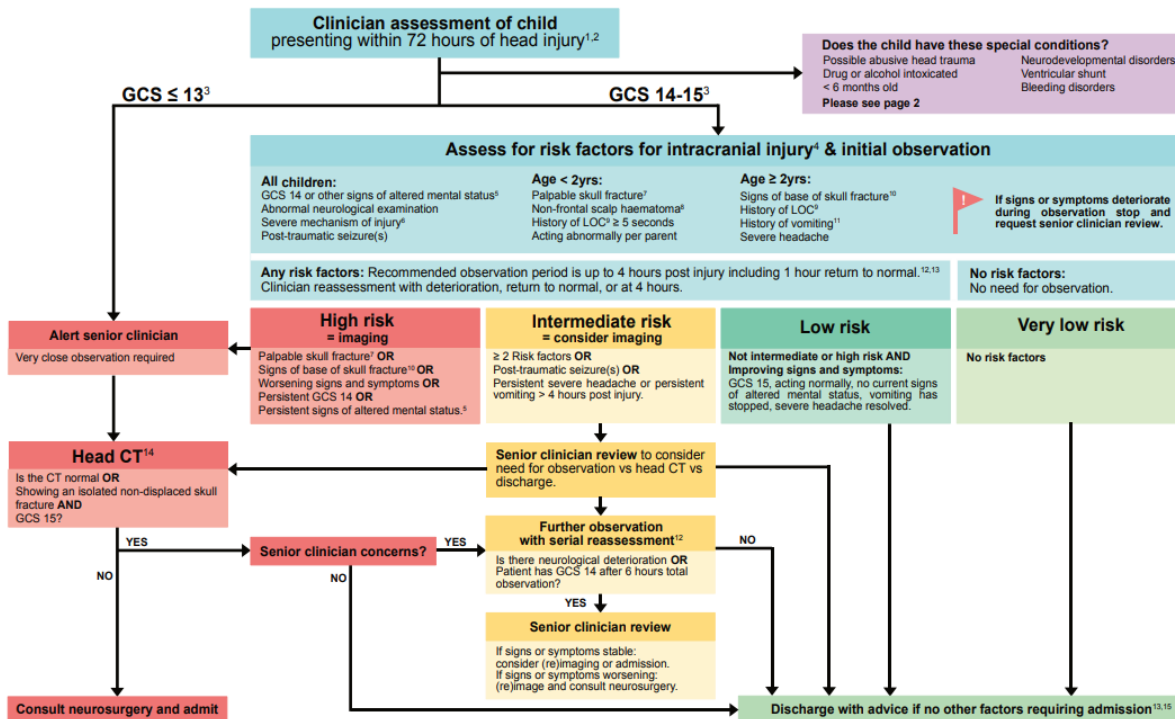 Clinician assessment of child
presenting within 72 hours of head injury1,2
Does the child have these special conditions?
Possible abusive head trauma
Drug or alcohol intoxicated
< 6 months old
Neurodevelopmental disorders
Ventricular shunt
Bleeding disorders
Please see page 2
GCS ≤ 13³
GCS 14-15³
Assess for risk factors for intracranial injury⁴ & initial observation
All children:
GCS 14 or other signs of altered mental status⁵
Abnormal neurological examination
Severe mechanism of injury⁶
Post-traumatic seizure(s)
Age < 2yrs:
Palpable skull fracture⁷
Non-frontal scalp haematoma⁸
History of LOC⁹ ≥ 5 seconds
Acting abnormally per parent
Age ≥ 2yrs:
Signs of base of skull fracture¹⁰
History of LOC⁹
History of vomiting¹¹
Severe headache
!
If signs or symptoms deteriorate
during observation stop and
request senior clinician review.
Any risk factors: Recommended observation period is up to 4 hours post injury including 1 hour return to normal.12,13
Clinician reassessment with deterioration, return to normal, or at 4 hours.
No risk factors:
No need for observation.
Alert senior clinician
Very close observation required
High risk
= imaging
Palpable skull fracture⁷ OR
Signs of base of skull fracture¹⁰ OR
Worsening signs and symptoms OR
Persistent GCS 14 OR
Persistent signs of altered mental status.⁵
Intermediate risk
= consider imaging
≥ 2 Risk factors OR
Post-traumatic seizure(s) OR
Persistent severe headache or persistent
vomiting > 4 hours post injury.
Low risk
Not intermediate or high risk AND
Improving signs and symptoms:
GCS 15, acting normally, no current signs
of altered mental status, vomiting has
stopped, severe headache resolved.
Very low risk
No risk factors
Head CT¹⁴
Is the CT normal OR
Showing an isolated non-displaced skull
fracture AND
GCS 15?
Senior clinician review to consider
need for observation vs head CT vs
discharge.
YES
NO
Senior clinician concerns?
YES
NO
Further observation
with serial reassessment¹²
Is there neurological deterioration OR
Patient has GCS 14 after 6 hours total
observation?
NO
YES
Senior clinician review
If signs or symptoms stable:
consider (re)imaging or admission.
If signs or symptoms worsening:
(re)image and consult neurosurgery.
Consult neurosurgery and admit
Discharge with advice if no other factors requiring admission13,15